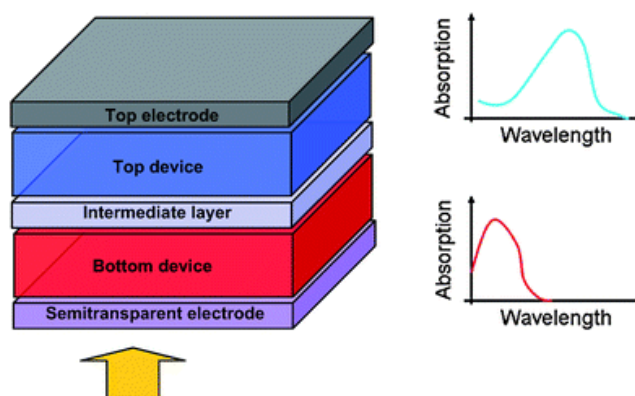 Top electrode
Top device
Intermediate layer
Bottom device
Semitransparent electrode
Absorption
Wavelength
Absorption
Wavelength